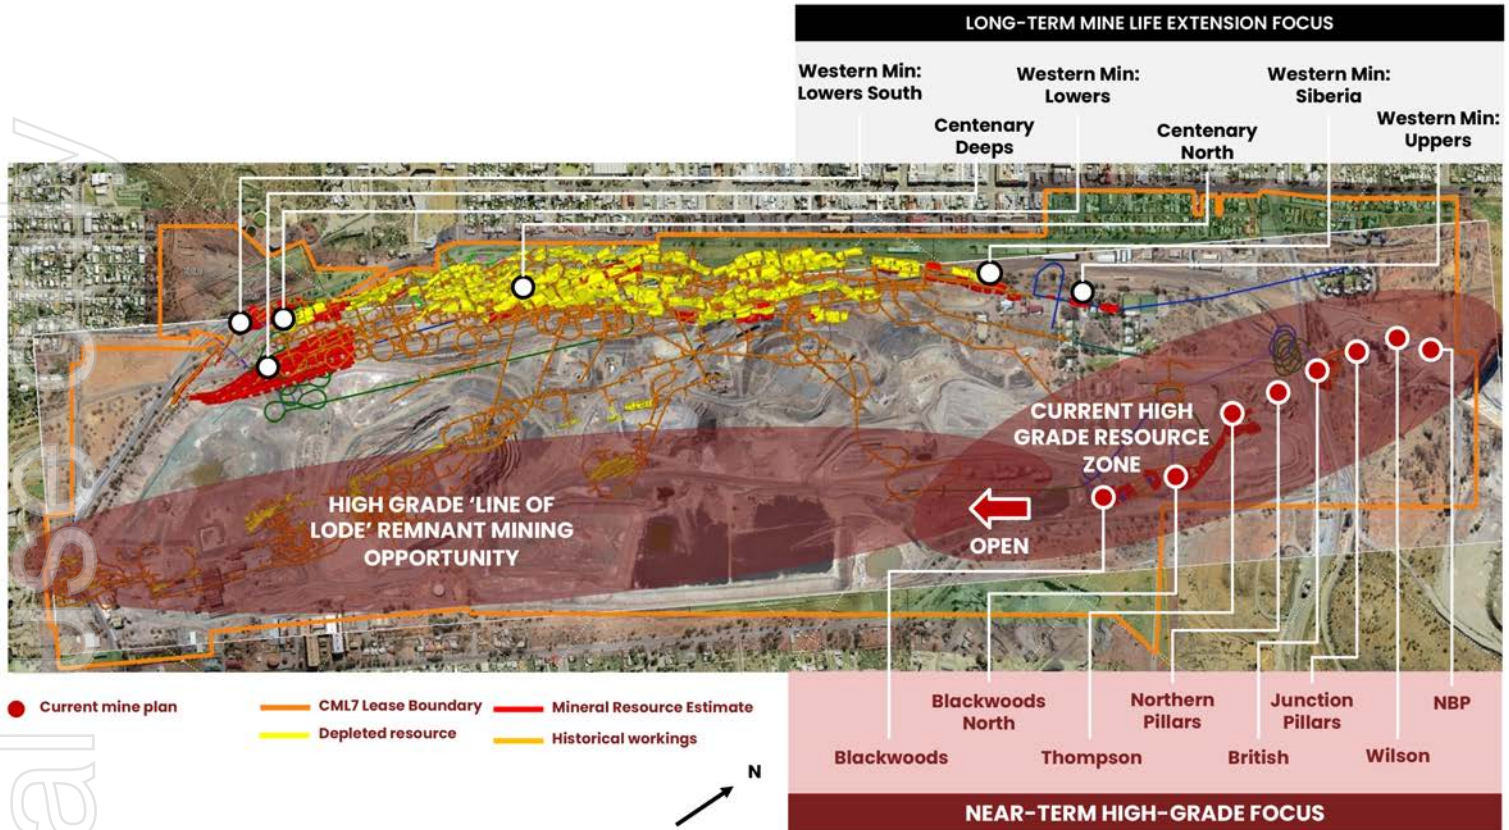 LONG-TERM MINE LIFE EXTENSION FOCUS
Western Min:
Lowers South
Centenary
Deeps
Western Min:
Lowers
Centenary
North
Western Min:
Siberia
Western Min:
Uppers
CURRENT HIGH
GRADE RESOURCE
ZONE
HIGH GRADE ‘LINE OF
LODE’ REMNANT MINING
OPPORTUNITY
OPEN
Current mine plan
CML7 Lease Boundary
Depleted resource
Mineral Resource Estimate
Historical workings
N
Blackwoods
Blackwoods
North
Thompson
Northern
Pillars
British
Junction
Pillars
Wilson
NBP
NEAR-TERM HIGH-GRADE FOCUS